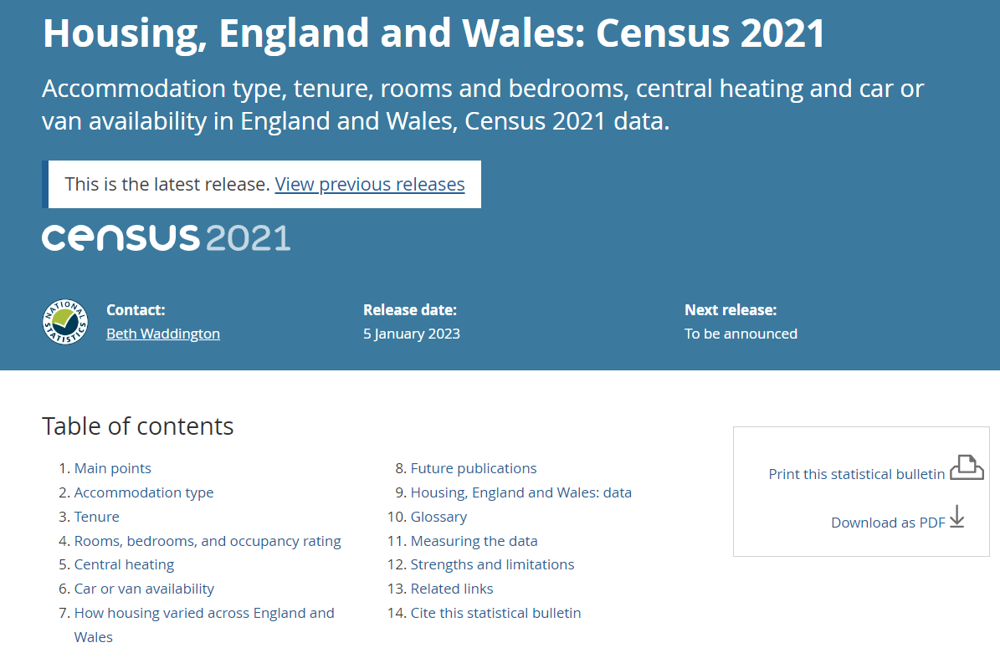 Housing, England and Wales: Census 2021
Accommodation type, tenure, rooms and bedrooms, central heating and car or
van availability in England and Wales, Census 2021 data.
This is the latest release. View previous releases
census 2021
NATIONAL STATISTICS
Contact:
Beth Waddington
Release date:
5 January 2023
Next release:
To be announced
Table of contents
1. Main points
2. Accommodation type
3. Tenure
4. Rooms, bedrooms, and occupancy rating
5. Central heating
6. Car or van availability
7. How housing varied across England and
Wales
8. Future publications
9. Housing, England and Wales: data
10. Glossary
11. Measuring the data
12. Strengths and limitations
13. Related links
14. Cite this statistical bulletin
Print this statistical bulletin
Download as PDF